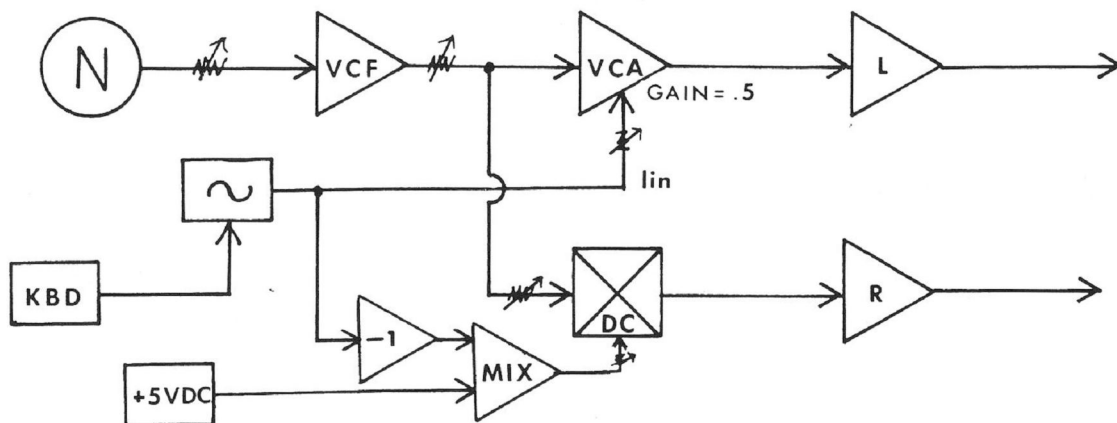 N
VCF
VCA
GAIN = .5
L
lin
KBD
DC
R
-1
MIX
+5VDC